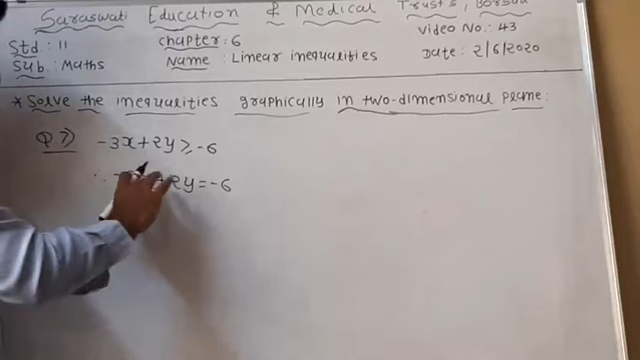 Saraswati Education & Medical Trust's, Borsad
Std: 11 Chapter: 6 Video No.: 43
Sub: Maths Name: Linear inequalities Date: 2/6/2020
* Solve the inequalities graphically in two-dimensional plane:
Q.7) -3x+2y ≥ -6
∴ +2y = -6